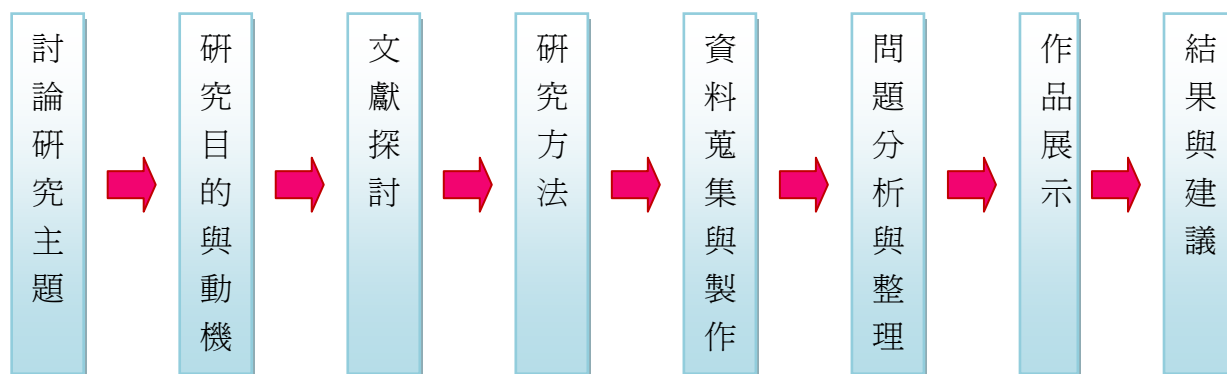 討論研究主題
研究目的與動機
文獻探討
研究方法
資料蒐集與製作
問題分析與整理
作品展示
結果與建議